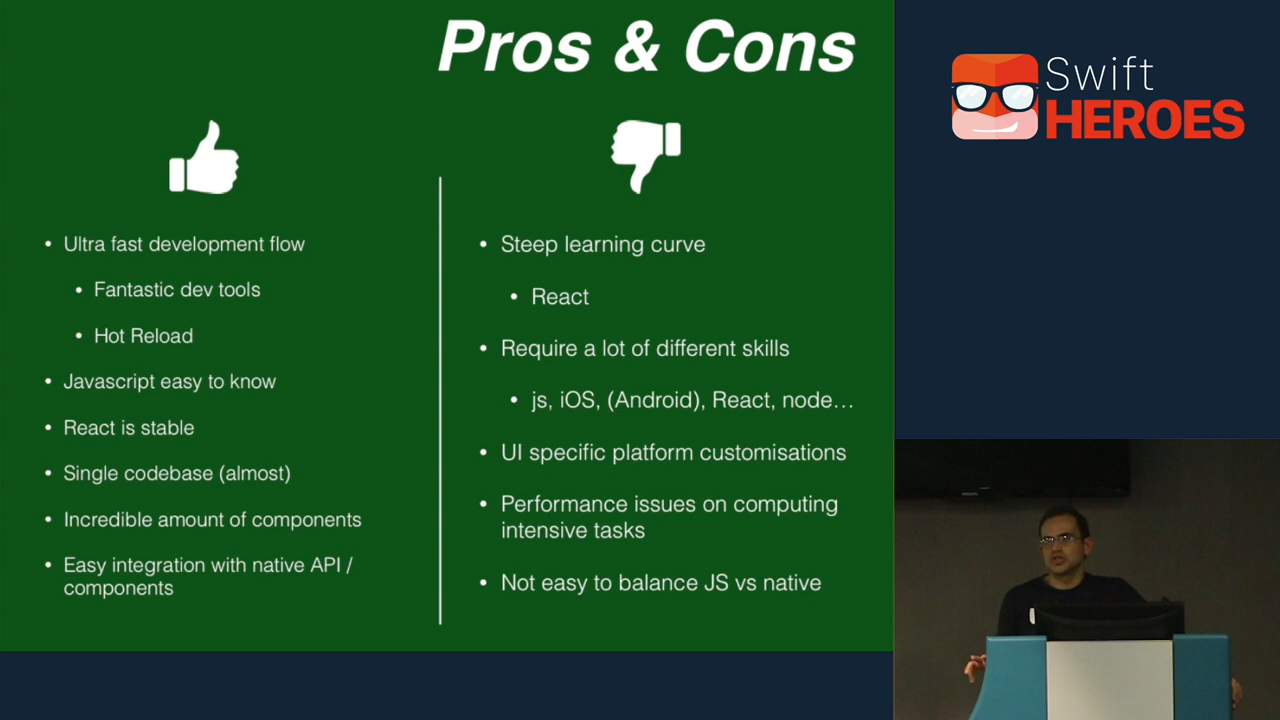 Pros & Cons
• Ultra fast development flow
• Fantastic dev tools
• Hot Reload
• Javascript easy to know
• React is stable
• Single codebase (almost)
• Incredible amount of components
• Easy integration with native API /
components
• Steep learning curve
• React
• Require a lot of different skills
• js, iOS, (Android), React, node…
• UI specific platform customisations
• Performance issues on computing
intensive tasks
• Not easy to balance JS vs native
Swift
HEROES